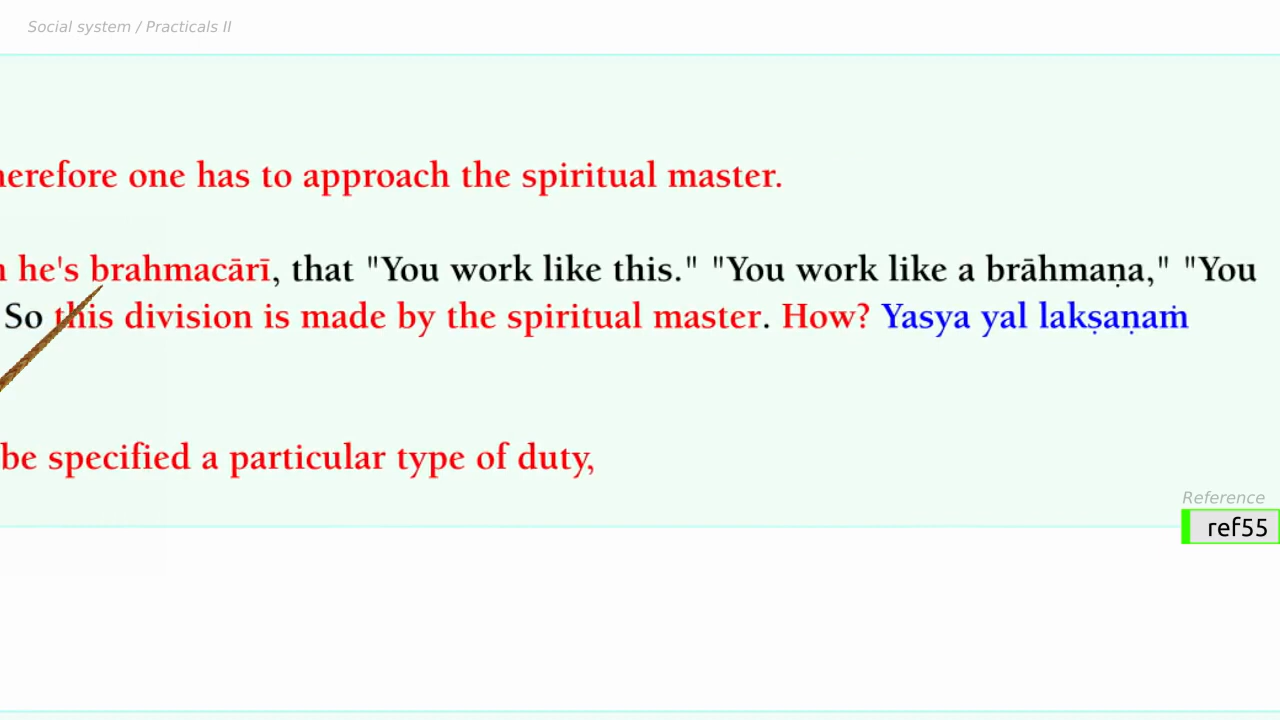 Social system / Practicals II
herefore one has to approach the spiritual master.
he's brahmacārī, that "You work like this." "You work like a brāhmaṇa," "You
So this division is made by the spiritual master. How? Yasya yal lakṣaṇaṁ
be specified a particular type of duty,
Reference
ref55